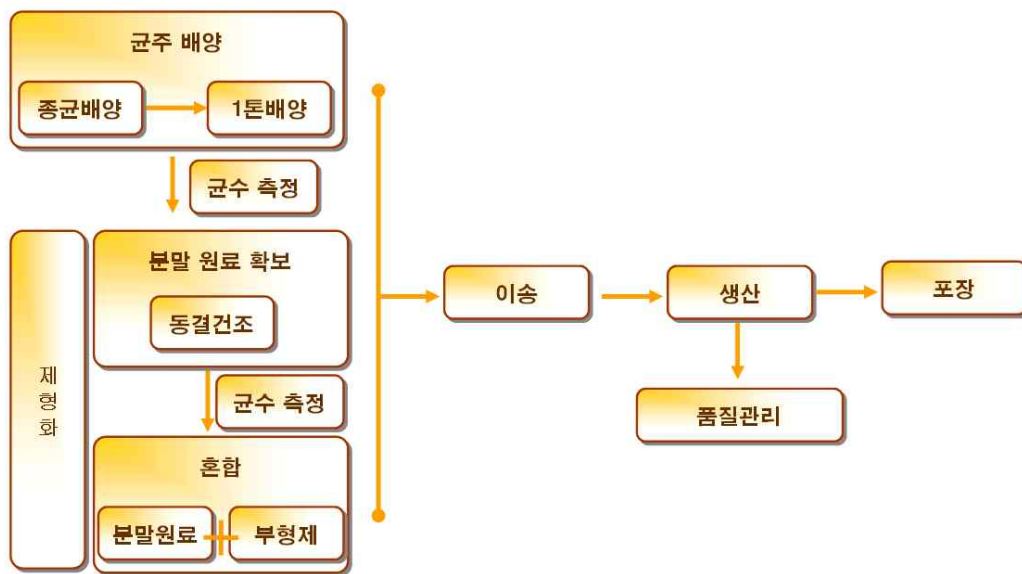 균주 배양
종균배양
1톤배양
균수 측정
제형화
분말 원료 확보
동결건조
균수 측정
혼합
분말원료
부형제
이송
생산
포장
품질관리